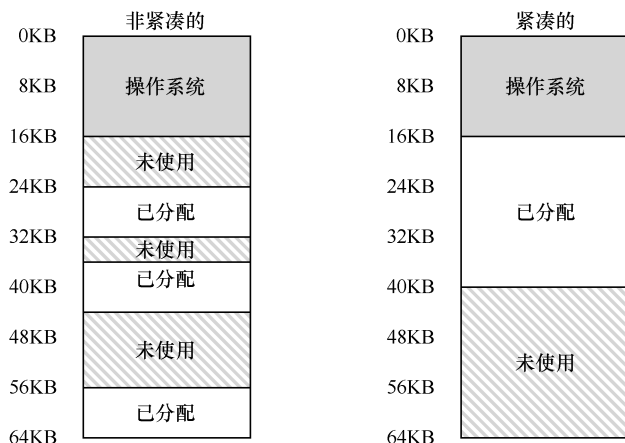 非紧凑的
0KB
8KB
16KB
24KB
32KB
40KB
48KB
56KB
64KB
操作系统
未使用
已分配
未使用
已分配
未使用
已分配
紧凑的
0KB
8KB
16KB
24KB
32KB
40KB
48KB
56KB
64KB
操作系统
已分配
未使用